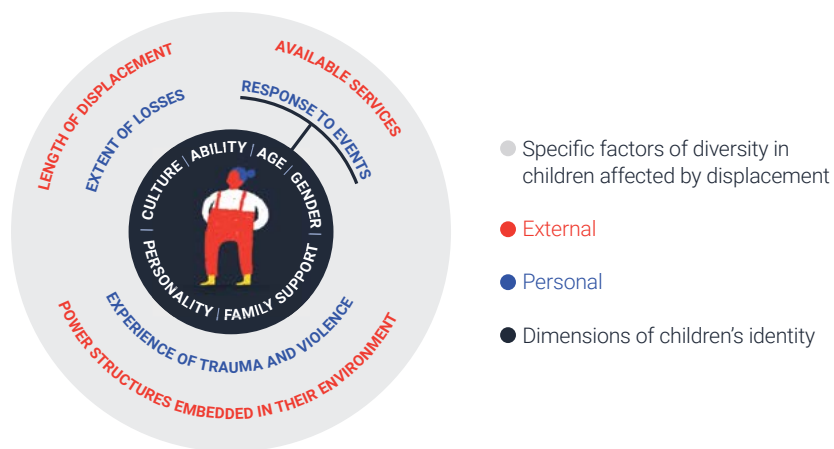 LENGTH OF DISPLACEMENT
AVAILABLE SERVICES
EXTENT OF LOSSES
RESPONSE TO EVENTS
CULTURE | ABILITY | AGE | GENDER |
PERSONALITY | FAMILY SUPPORT
EXPERIENCE OF TRAUMA AND VIOLENCE
POWER STRUCTURES EMBEDDED IN THEIR ENVIRONMENT
Specific factors of diversity in
children affected by displacement
External
Personal
Dimensions of children’s identity